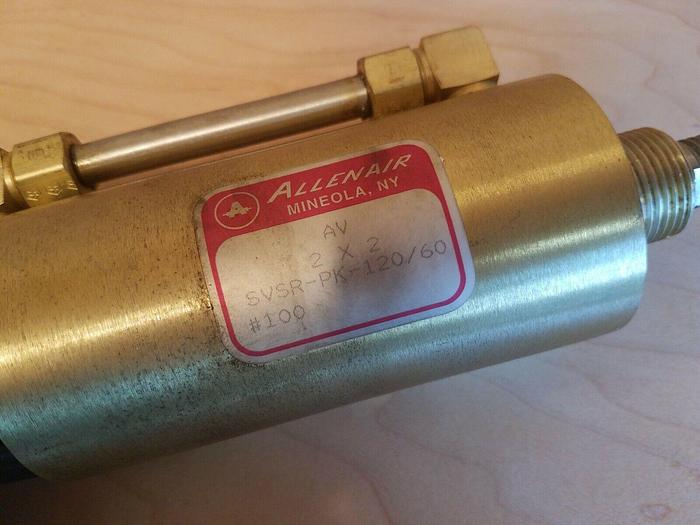 ALLENAIR
MINEOLA, NY
AV
2 X 2
SVSR-PK-120/60
#100